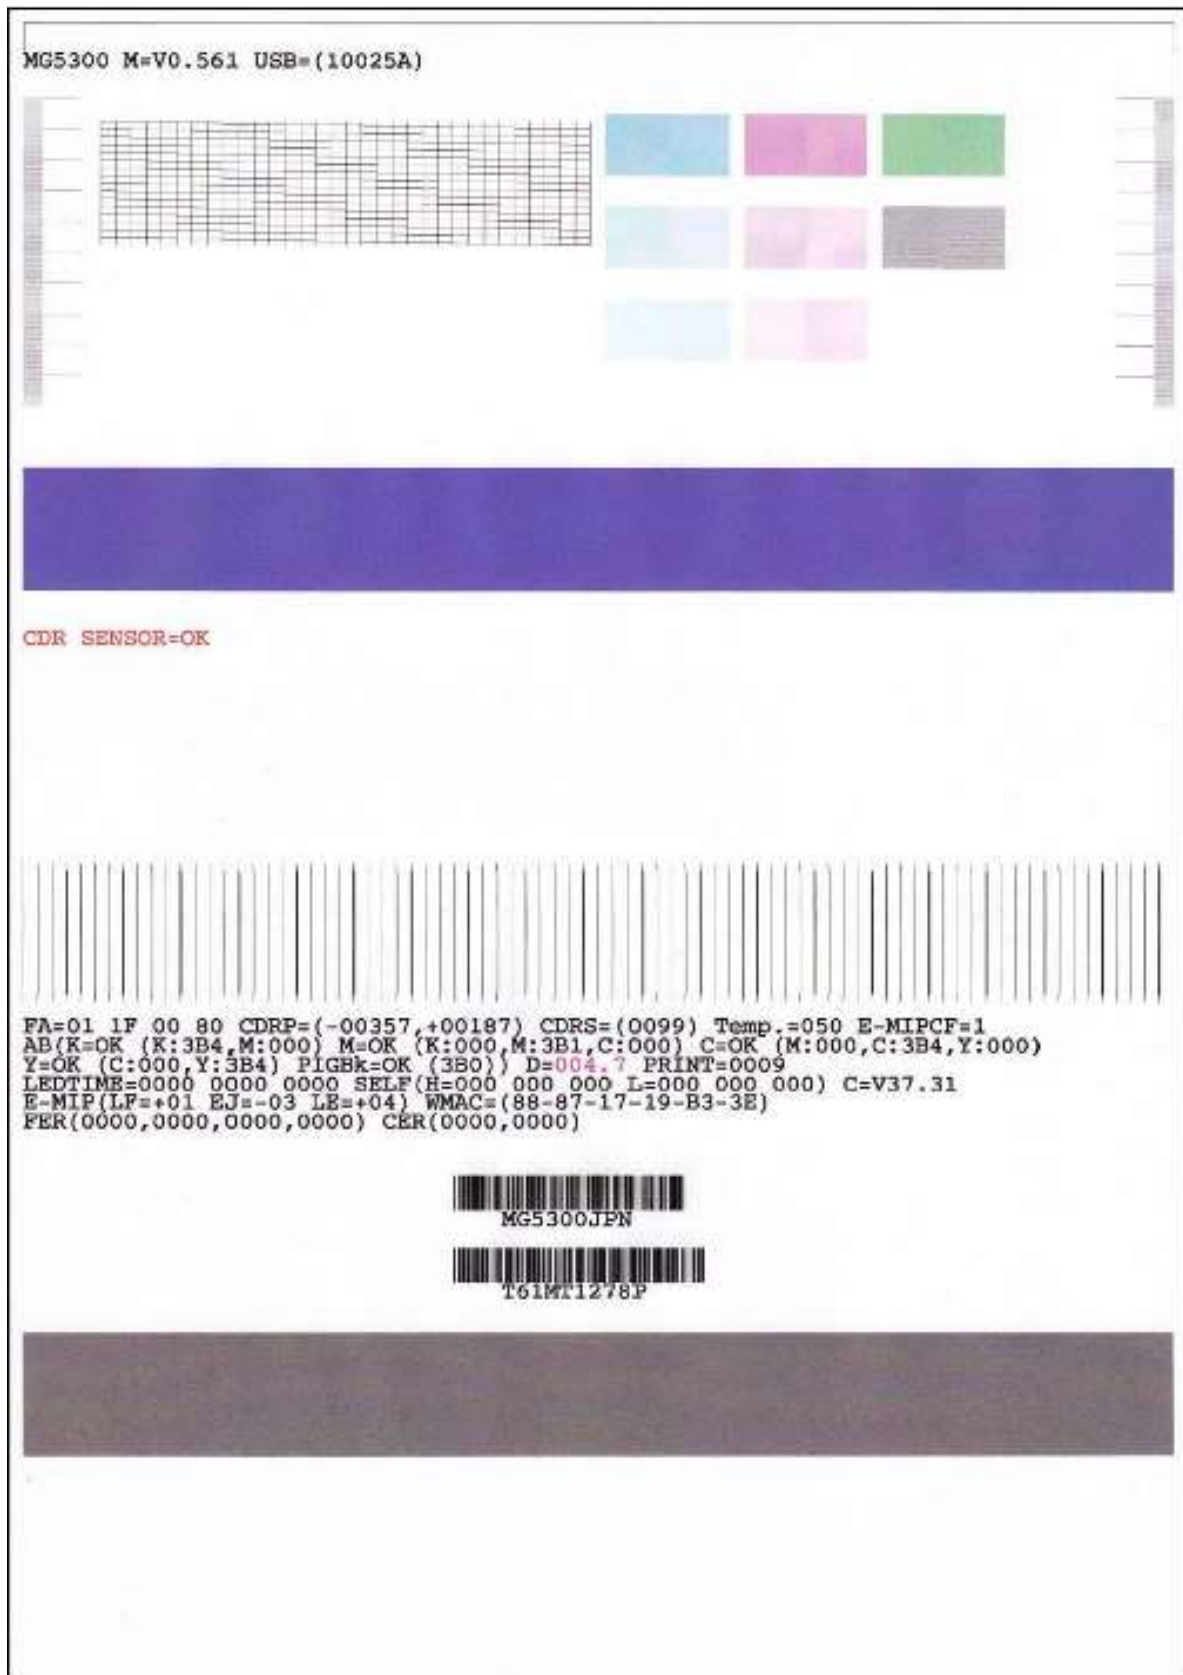 MG5300 M=V0.561 USB=(10025A)
CDR SENSOR=OK
FA=01 1F 00 80 CDRP=(-00357,+00187) CDRS=(0099) Temp.=050 E-MIPCF=1
AB(K=OK (K:3B4,M:000) M=OK (K:000,M:3B1,C:000) C=OK (M:000,C:3B4,Y:000)
Y=OK (C:000,Y:3B4) PIGBk=OK (3B0)) D=004.7 PRINT=0009
LEDTIME=0000 0000 0000 SELF(H=000 000 000 L=000 000 000) C=V37.31
E-MIP(LF=+01 EJ=-03 LE=+04) WMAC=(88-87-17-19-B3-3E)
FER(0000,0000,0000,0000) CER(0000,0000)
MG5300JPN
T61MT1278P